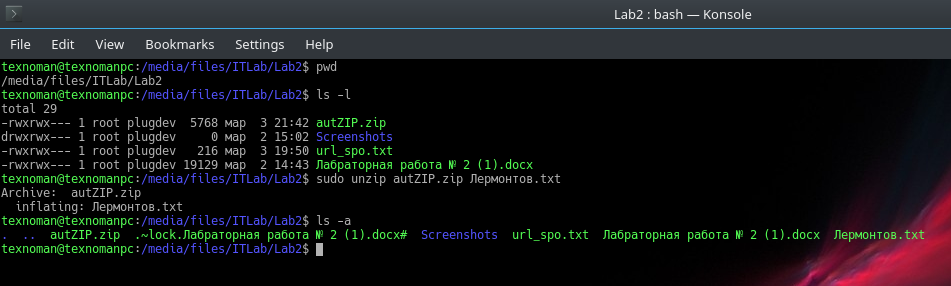 Lab2 : bash — Konsole
File Edit View Bookmarks Settings Help
texnoman@texnomanpc:/media/files/ITLab/Lab2$ pwd
/media/files/ITLab/Lab2
texnoman@texnomanpc:/media/files/ITLab/Lab2$ ls -l
total 29
-rwxrwx--- 1 root plugdev  5768 мар  3 21:42 autZIP.zip
drwxrwx--- 1 root plugdev     0 мар  2 15:02 Screenshots
-rwxrwx--- 1 root plugdev   216 мар  3 19:50 url_spo.txt
-rwxrwx--- 1 root plugdev 19129 мар  2 14:43 Лабраторная работа № 2 (1).docx
texnoman@texnomanpc:/media/files/ITLab/Lab2$ sudo unzip autZIP.zip Лермонтов.txt
Archive:  autZIP.zip
  inflating: Лермонтов.txt
texnoman@texnomanpc:/media/files/ITLab/Lab2$ ls -a
.  ..  autZIP.zip  .~lock.Лабраторная работа № 2 (1).docx#  Screenshots  url_spo.txt  Лабраторная работа № 2 (1).docx  Лермонтов.txt
texnoman@texnomanpc:/media/files/ITLab/Lab2$